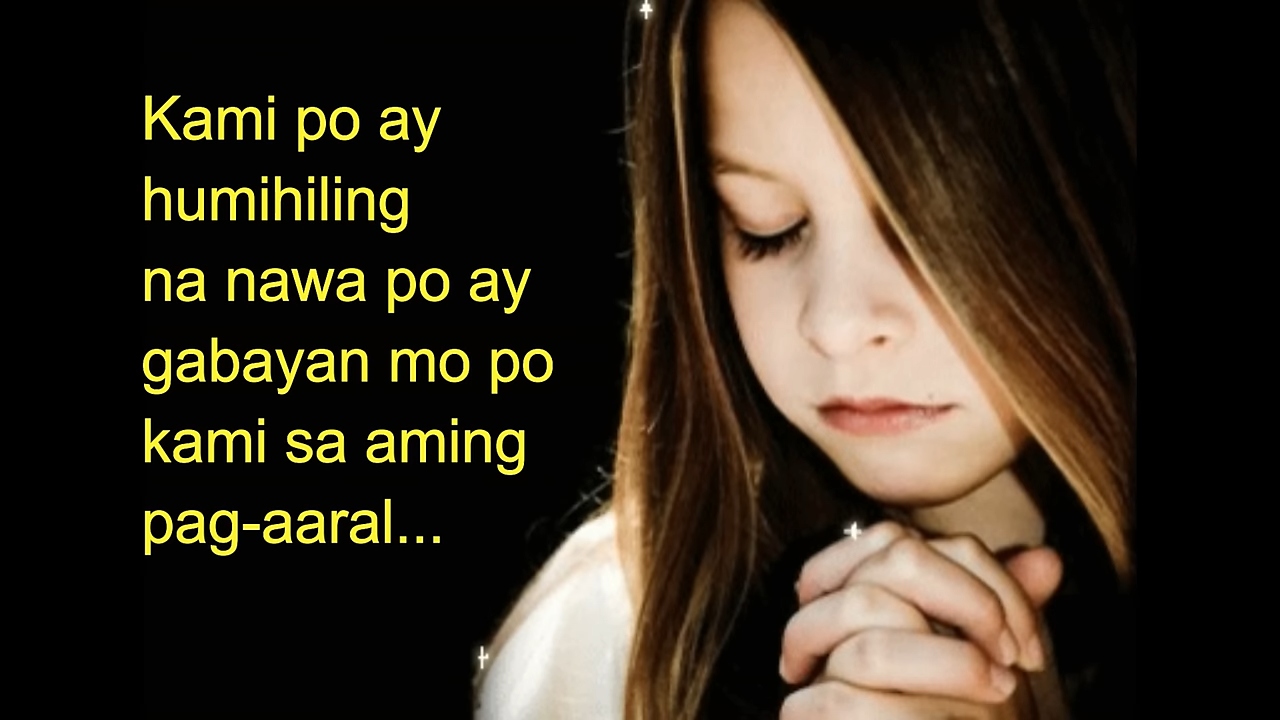 Kami po ay
humihiling
na nawa po ay
gabayan mo po
kami sa aming
pag-aaral...